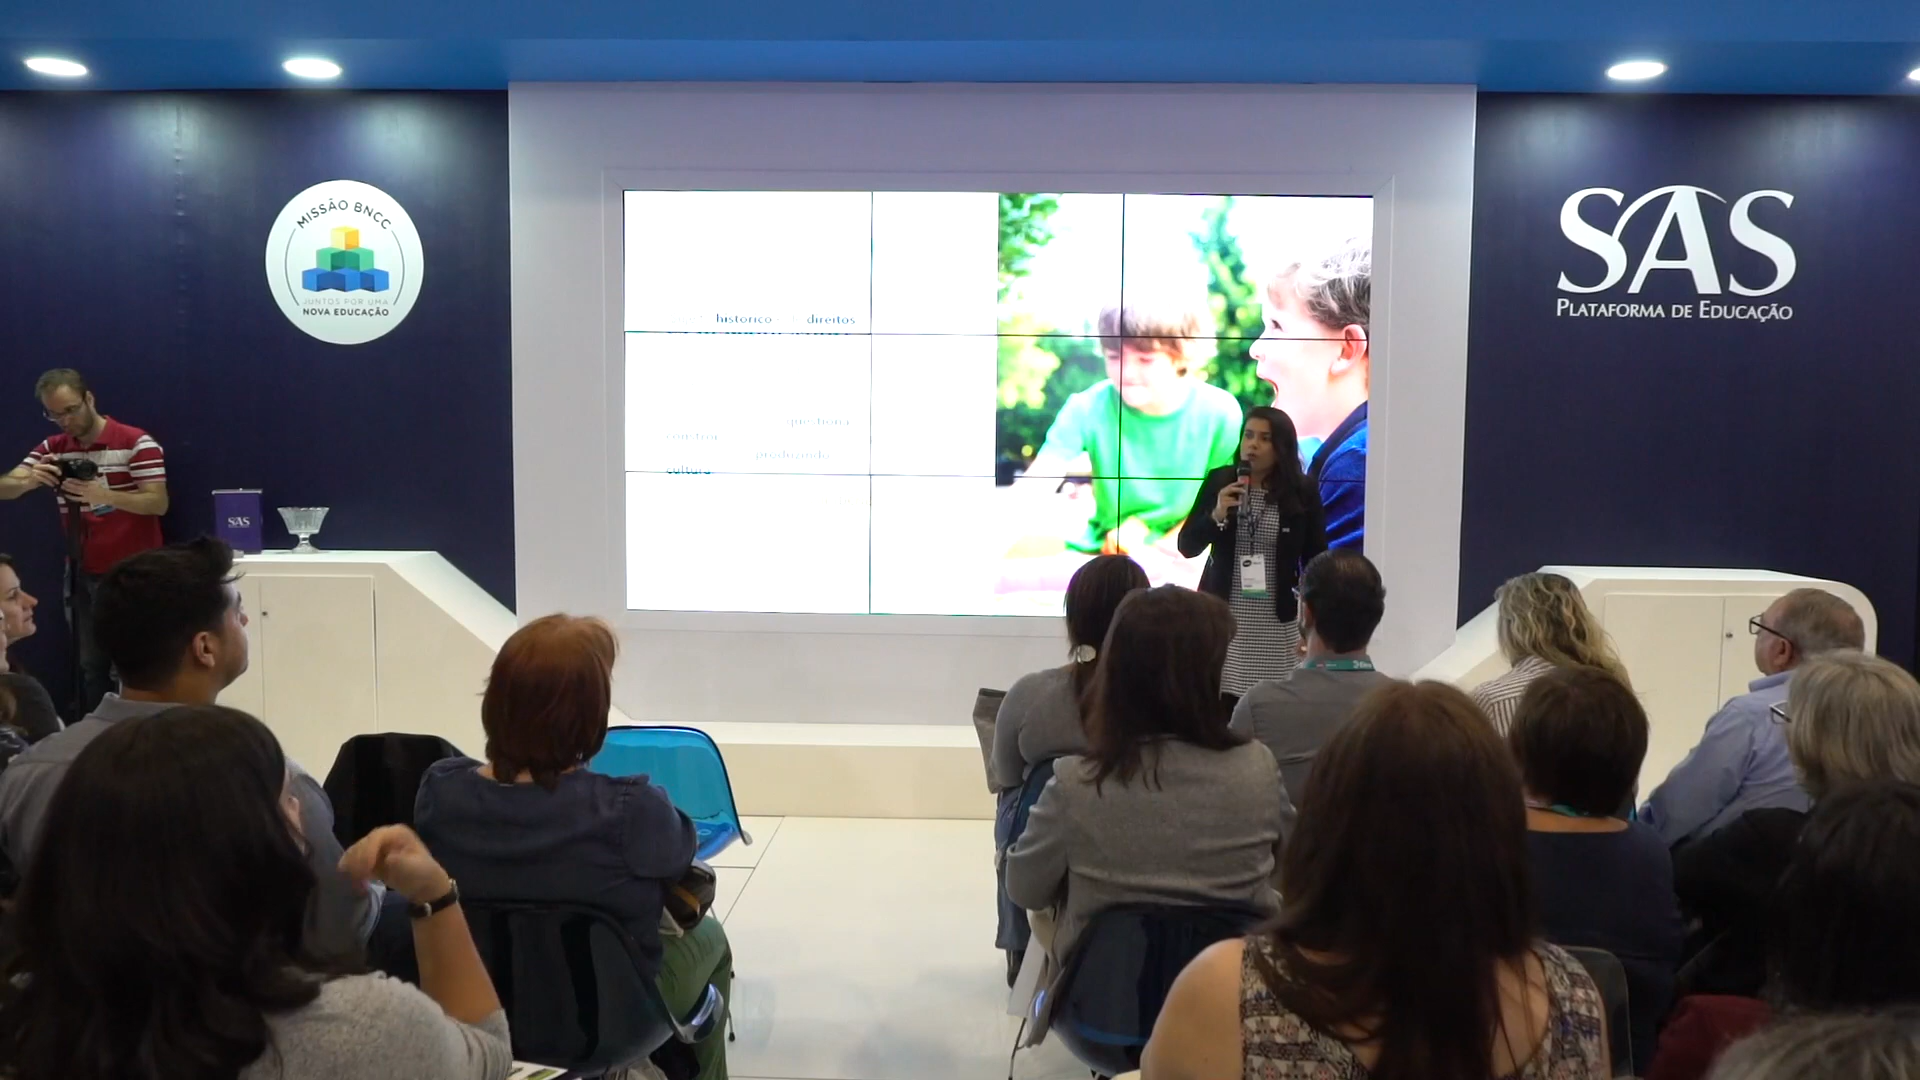 MISSÃO BNCC
JUNTOS POR UMA
NOVA EDUCAÇÃO
SAS
histórico direitos
questiona
constrói
produzindo
cultura
SAS
PLATAFORMA DE EDUCAÇÃO